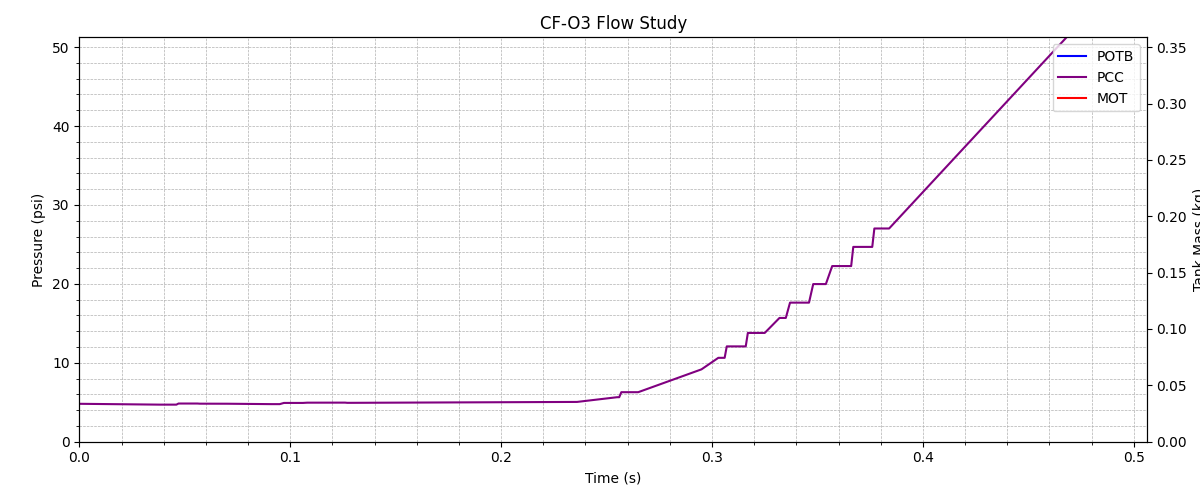 CF-O3 Flow Study
50
40
30
20
10
0
Pressure (psi)
0.35
0.30
0.25
0.20
0.15
0.10
0.05
0.00
Tank Mass (kg)
POTB
PCC
MOT
0.0 0.1 0.2 0.3 0.4 0.5
Time (s)